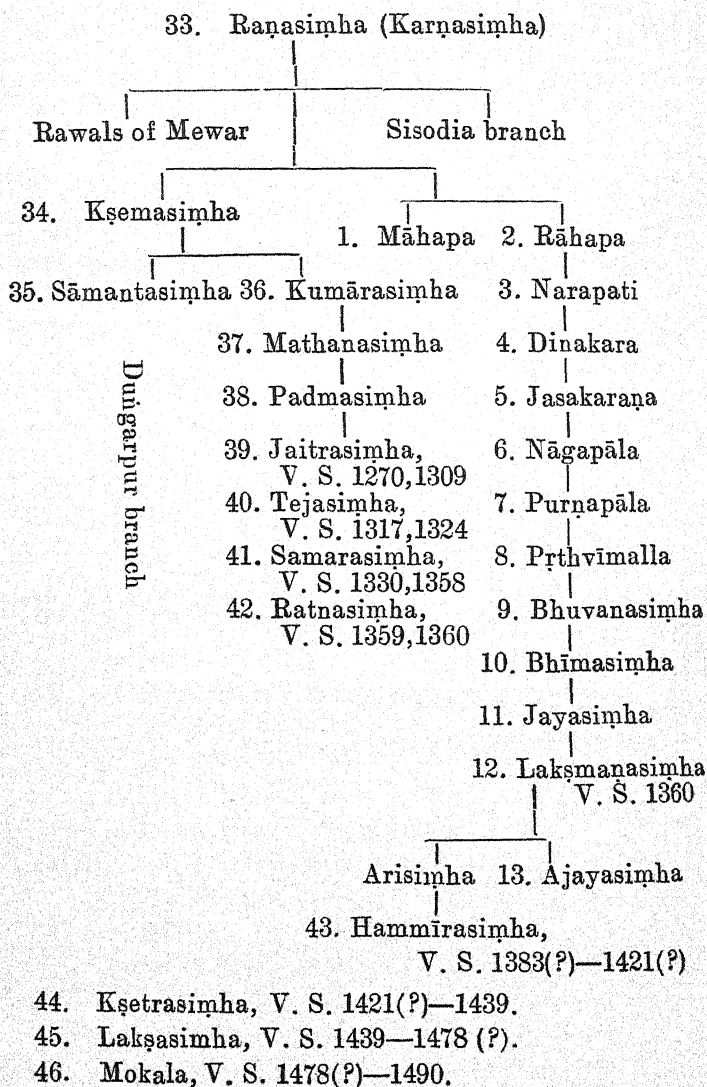 33. Raṇasiṃha (Karṇasiṃha)
Rawals of Mewar Sisodia branch
34. Kṣemasiṃha
1. Māhapa 2. Rāhapa
35. Sāmantasiṃha 36. Kumārasiṃha 3. Narapati
37. Mathanasiṃha 4. Dinakara
Duṅgarpur branch
38. Padmasiṃha 5. Jasakaraṇa
39. Jaitrasiṃha, 6. Nāgapāla
V. S. 1270,1309
40. Tejasiṃha, 7. Purṇapāla
V. S. 1317,1324
41. Samarasiṃha, 8. Pṛthvīmalla
V. S. 1330,1358
42. Ratnasiṃha, 9. Bhuvanasiṃha
V. S. 1359,1360
10. Bhīmasiṃha
11. Jayasiṃha
12. Lakṣmaṇasiṃha
V. S. 1360
Arisiṃha 13. Ajayasiṃha
43. Hammīrasiṃha,
V. S. 1383(?)—1421(?)
44. Kṣetrasiṃha, V. S. 1421(?)—1439.
45. Lakṣasiṃha, V. S. 1439—1478 (?).
46. Mokala, V. S. 1478(?)—1490.